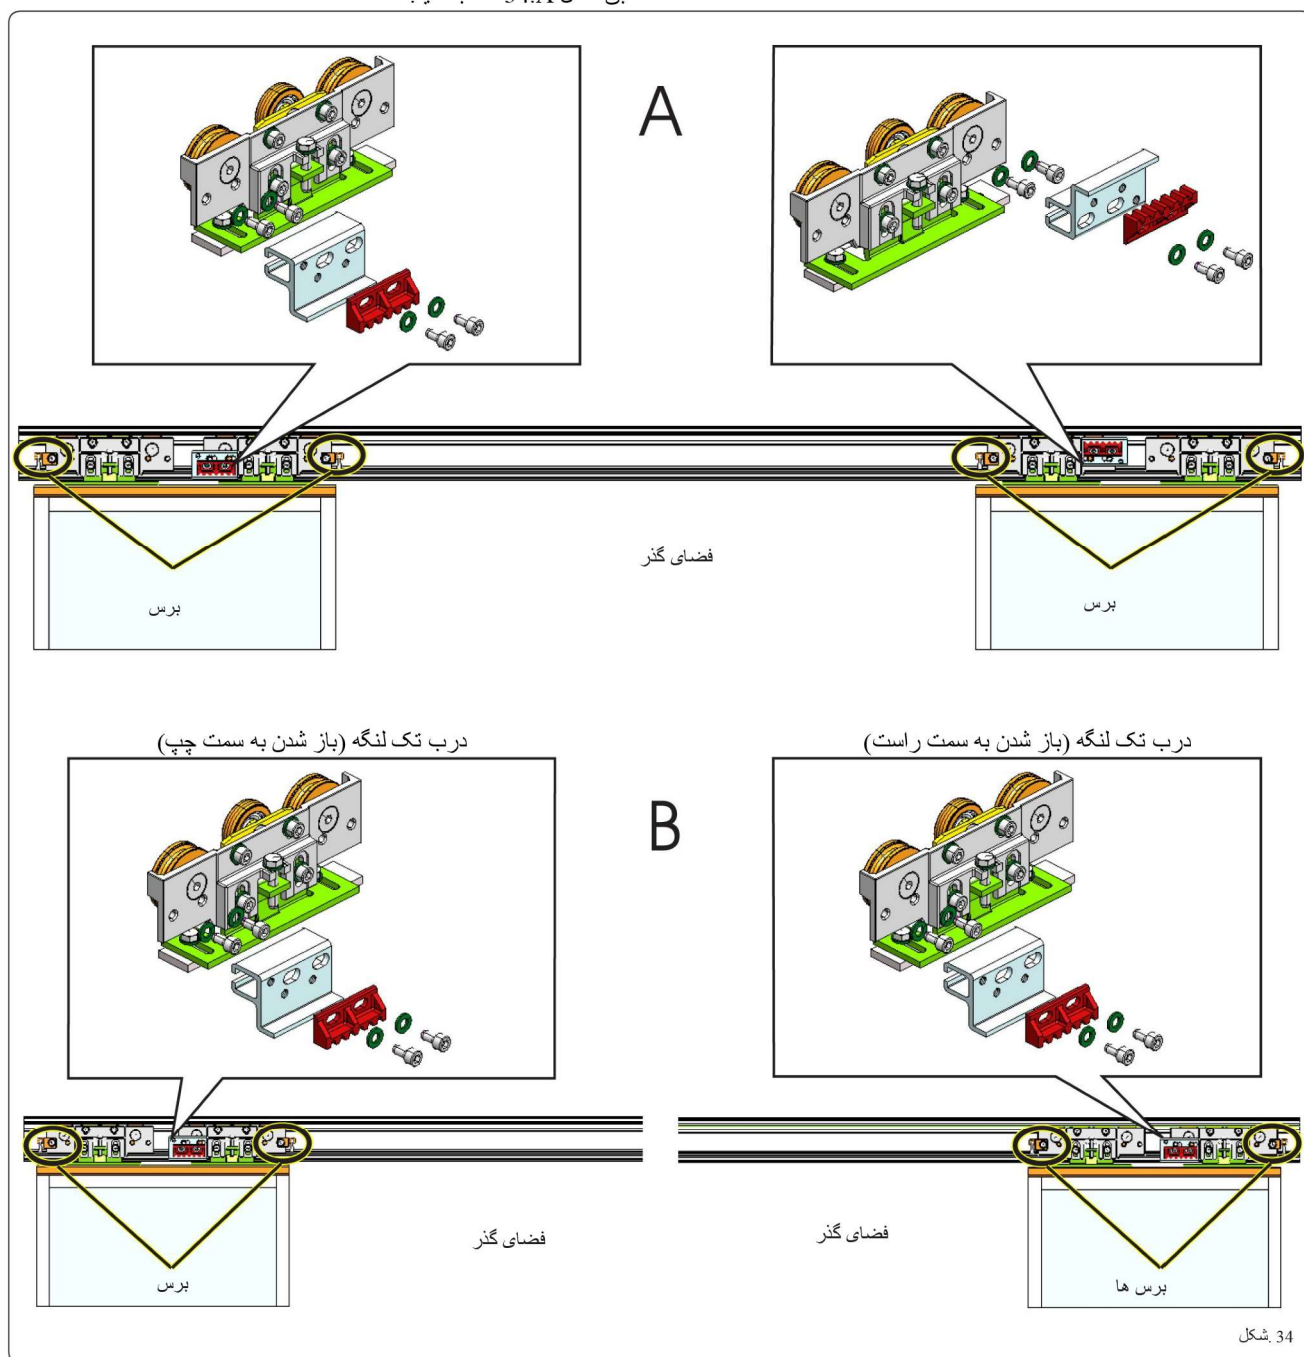 A
فضای گذر
برس
برس
درب تک لنگه (باز شدن به سمت راست)
درب تک لنگه (باز شدن به سمت چپ)
B
فضای گذر
فضای گذر
برس ها
برس
34 .شکل